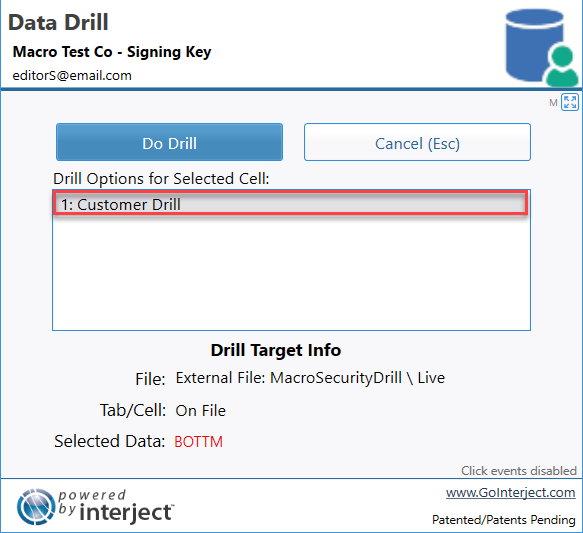 Data Drill
Macro Test Co - Signing Key
editorS@email.com
M
Do Drill
Cancel (Esc)
Drill Options for Selected Cell:
1: Customer Drill
Drill Target Info
File: External File: MacroSecurityDrill \ Live
Tab/Cell: On File
Selected Data: BOTTM
Click events disabled
powered by interject™
www.GoInterject.com
Patented/Patents Pending